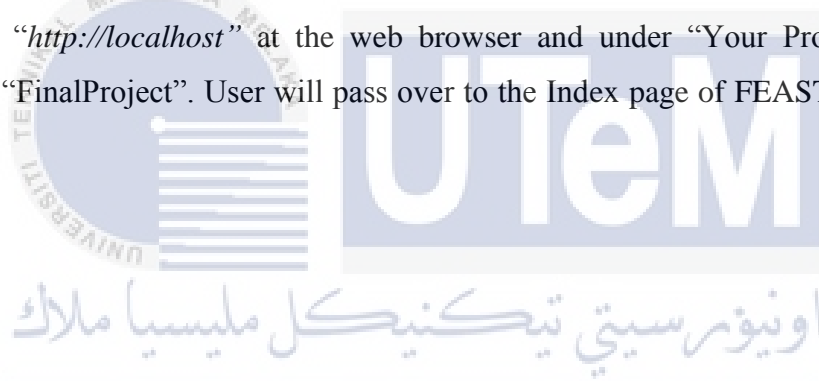 “http://localhost” at the web browser and under “Your Pro
“FinalProject”. User will pass over to the Index page of FEAST
UTeM
اونيۏرسيتي تيكنيكل مليسيا ملاك